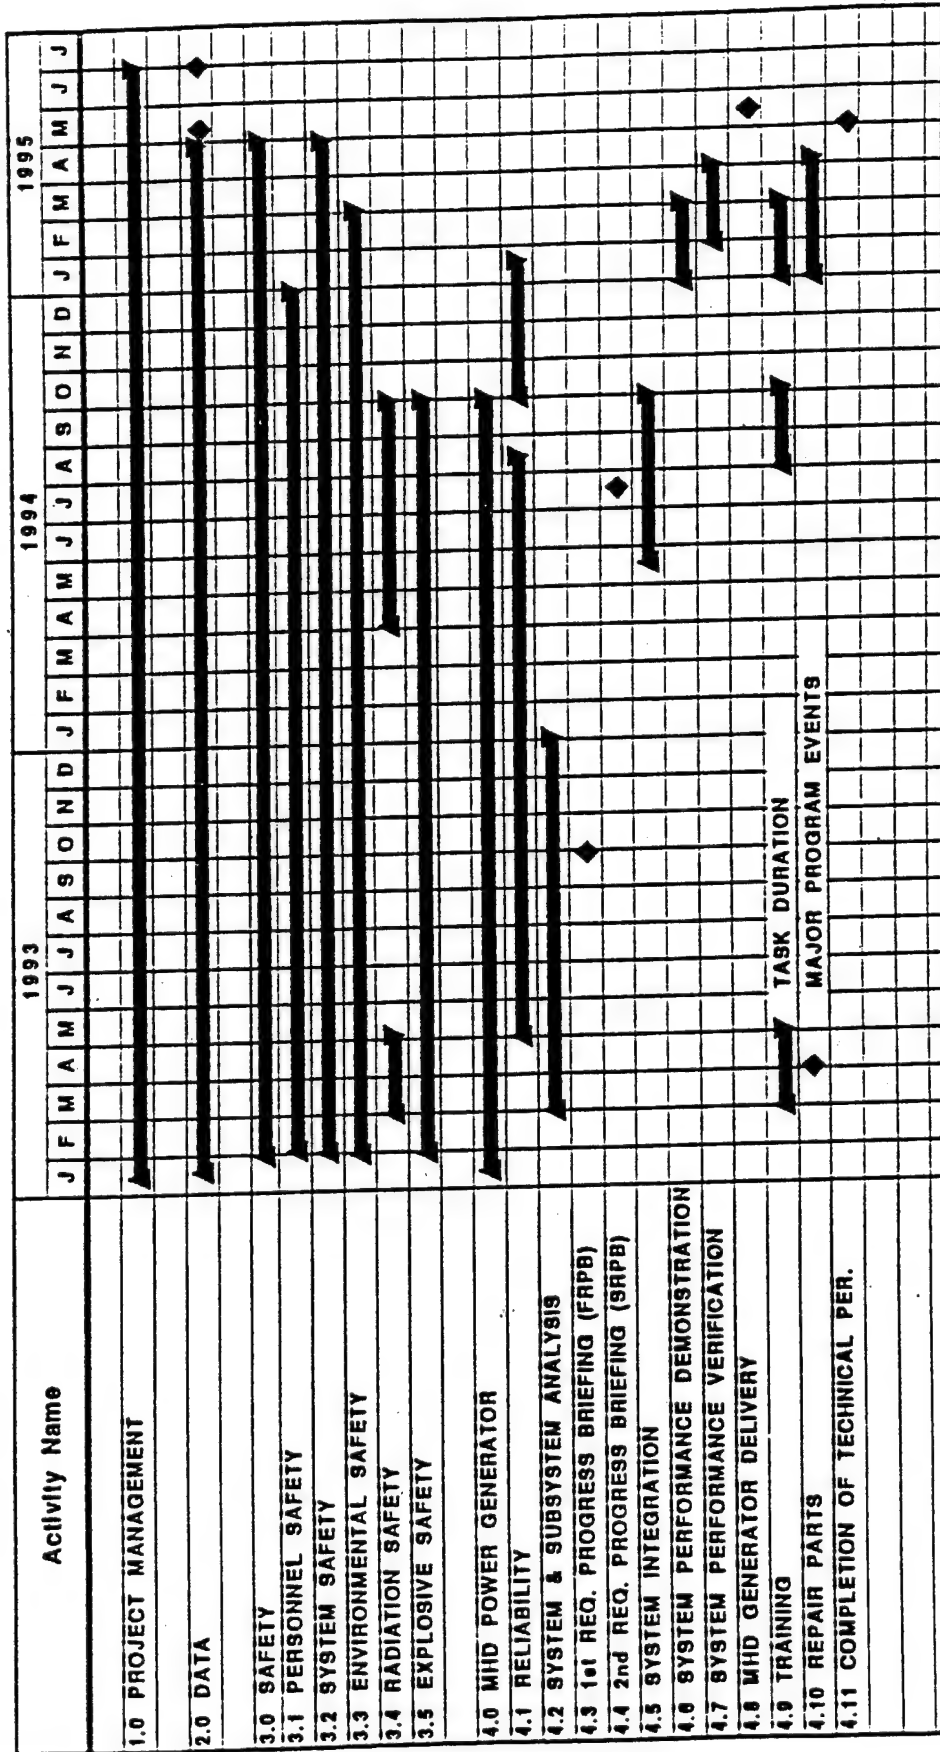 Activity Name
1993
1994
1995
J F M A M J J A S O N D J F M A M J J A S O N D J F M A M J J
1.0 PROJECT MANAGEMENT
2.0 DATA
3.0 SAFETY
3.1 PERSONNEL SAFETY
3.2 SYSTEM SAFETY
3.3 ENVIRONMENTAL SAFETY
3.4 RADIATION SAFETY
3.5 EXPLOSIVE SAFETY
4.0 MHD POWER GENERATOR
4.1 RELIABILITY
4.2 SYSTEM & SUBSYSTEM ANALYSIS
4.3 1st REQ. PROGRESS BRIEFING (FRPB)
4.4 2nd REQ. PROGRESS BRIEFING (SRPB)
4.5 SYSTEM INTEGRATION
4.6 SYSTEM PERFORMANCE DEMONSTRATION
4.7 SYSTEM PERFORMANCE VERIFICATION
4.8 MHD GENERATOR DELIVERY
4.9 TRAINING
4.10 REPAIR PARTS
4.11 COMPLETION OF TECHNICAL PER.
TASK DURATION
MAJOR PROGRAM EVENTS